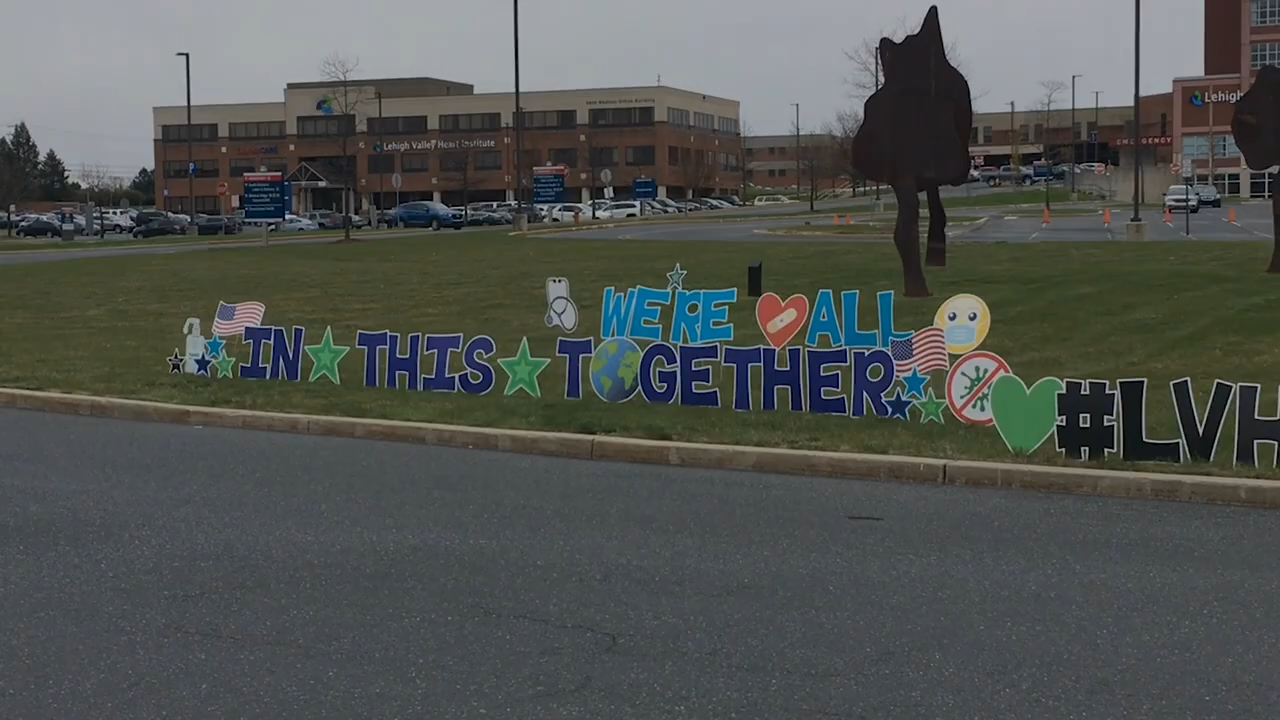 Lehigh Valley Heart Institute
Lehigh
EMERGENCY
WE'RE ALL
IN THIS TOGETHER
#LVH